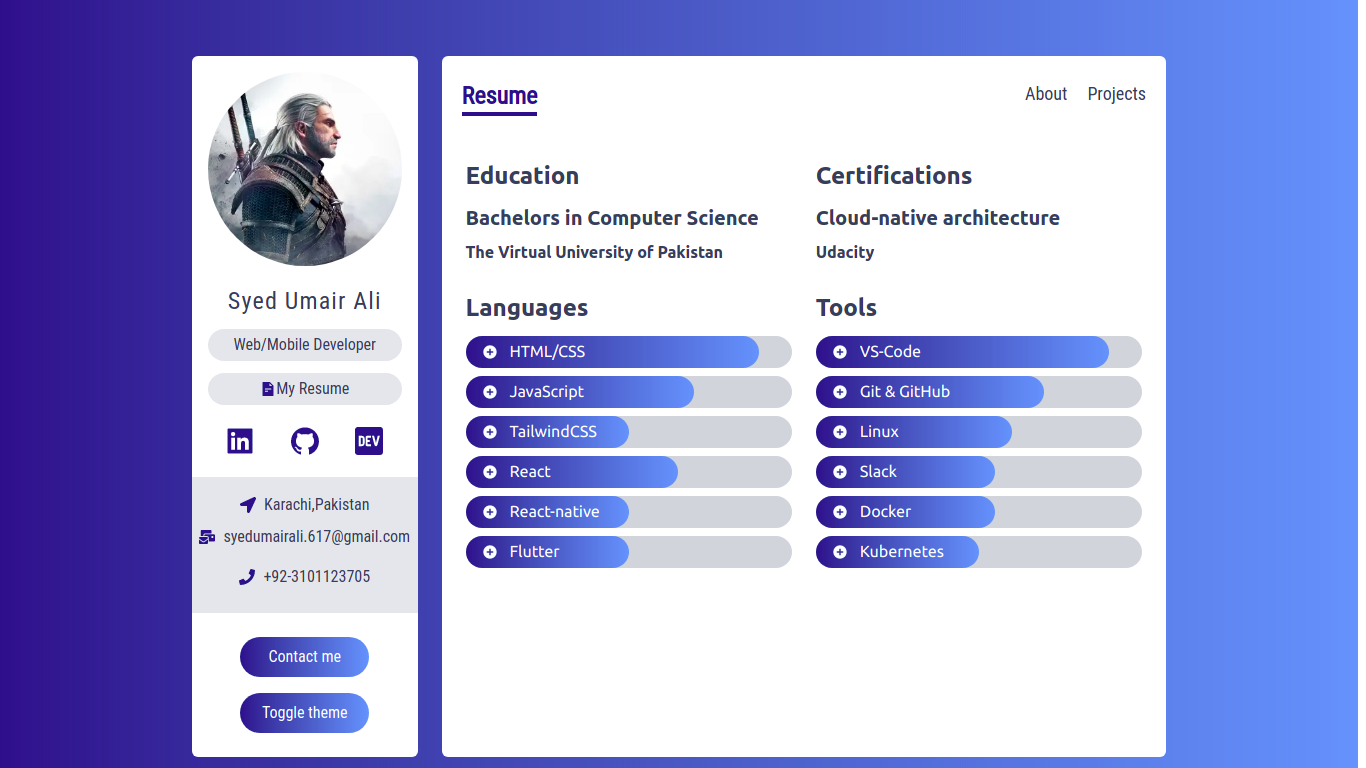 Syed Umair Ali
Web/Mobile Developer
My Resume
DEV
Karachi,Pakistan
syedumairali.617@gmail.com
+92-3101123705
Contact me
Toggle theme
Resume
About
Projects
Education
Bachelors in Computer Science
The Virtual University of Pakistan
Certifications
Cloud-native architecture
Udacity
Languages
HTML/CSS
JavaScript
TailwindCSS
React
React-native
Flutter
Tools
VS-Code
Git & GitHub
Linux
Slack
Docker
Kubernetes